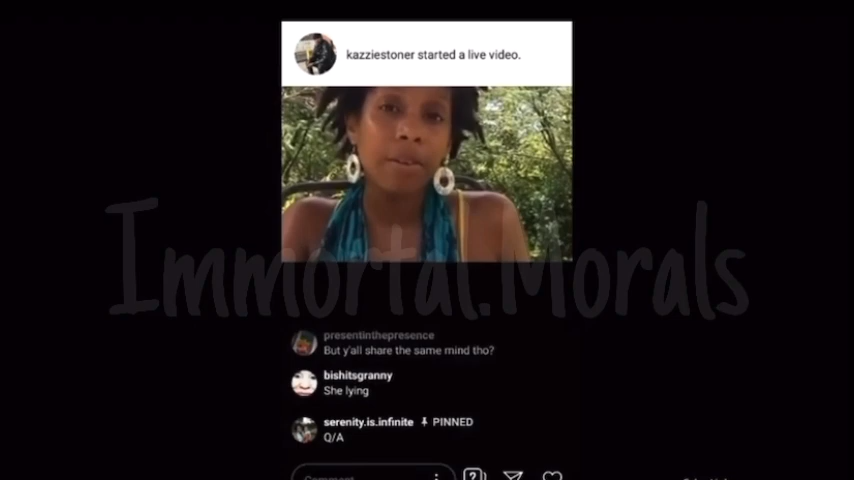 kazziestoner started a live video.
Immortal.Morals
presentinthepresence
But y'all share the same mind tho?
bishitsgranny
She lying
serenity.is.infinite PINNED
Q/A
Comment